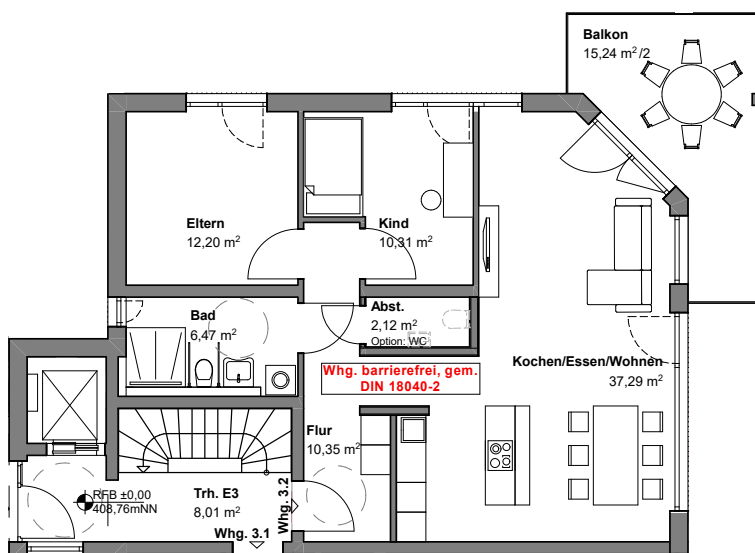 Balkon
15,24 m²/2
Eltern
12,20 m²
Kind
10,31 m²
Bad
6,47 m²
Abst.
2,12 m²
Option: WC
Whg. barrierefrei, gem.
DIN 18040-2
Kochen/Essen/Wohnen
37,29 m²
Flur
10,35 m²
RFB ±0,00
408,76mNN
Trh. E3
8,01 m²
Whg. 3.1
Whg. 3.2